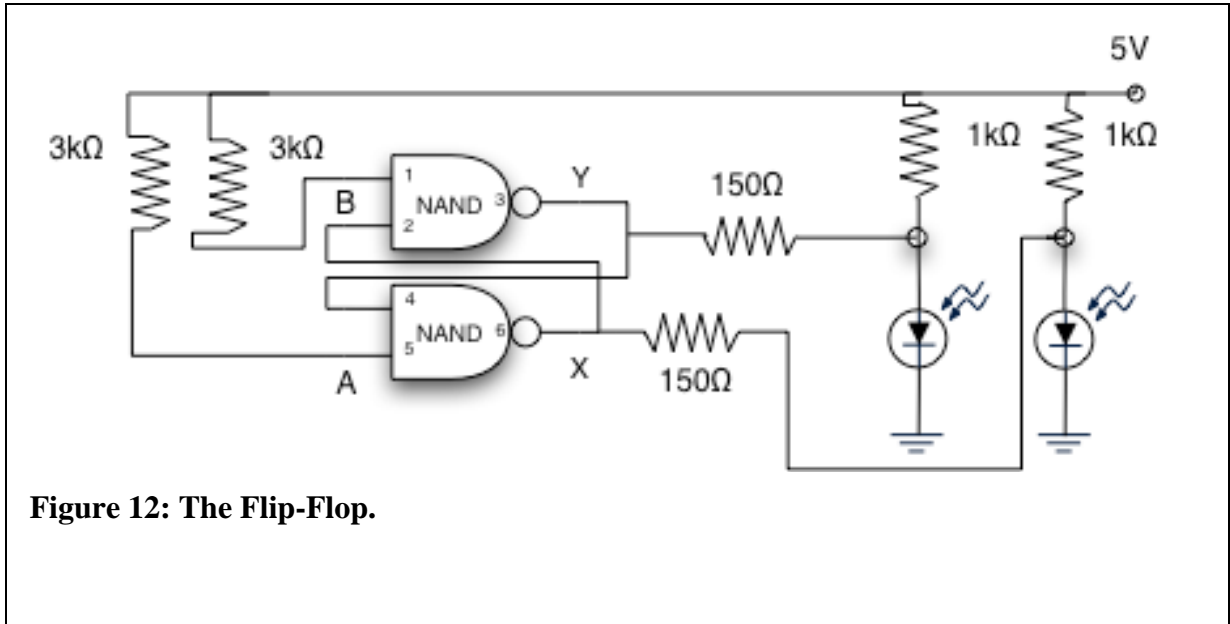 5V
3kΩ
3kΩ
1kΩ
1kΩ
1
B
NAND
3
2
Y
150Ω
4
NAND
6
5
A
X
150Ω
Figure 12: The Flip-Flop.